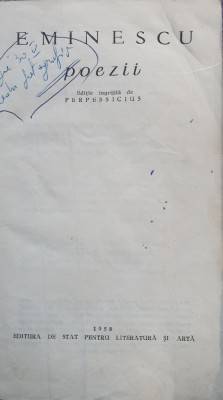 EMINESCU
poezii
Ediție îngrijită de
PERPESSICIUS
1958
EDITURA DE STAT PENTRU LITERATURĂ ȘI ARTĂ